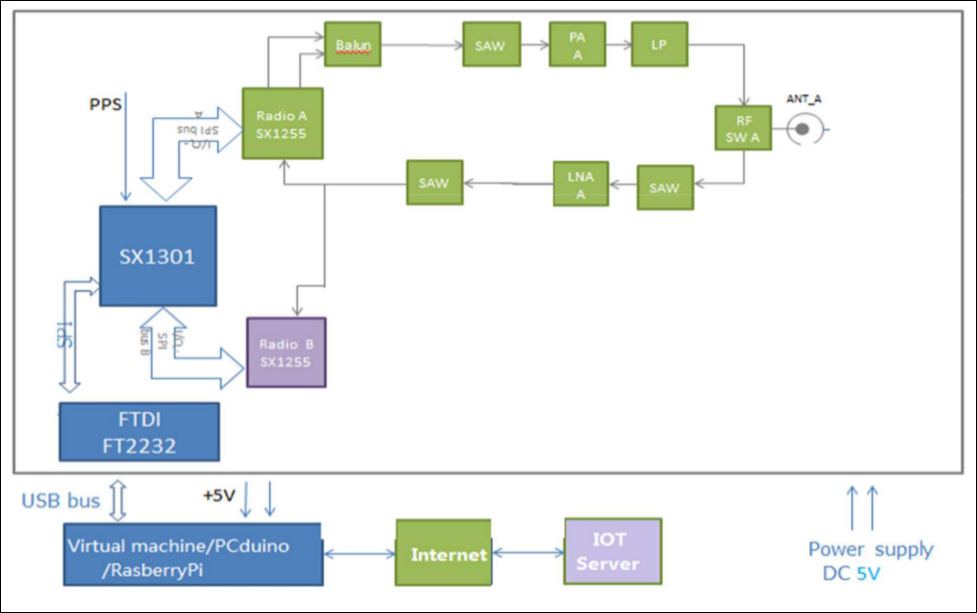 Balun
SAW
PA
A
LP
PPS
Radio A
SX1255
I/Q -
SPI bus
A
RF
SW A
ANT_A
SAW
LNA
A
SAW
SX1301
SPI
I/Q -
SPI
bus B
Radio B
SX1255
FTDI
FT2232
USB bus
+5V
Virtual machine/PCduino
/RasberryPi
Internet
IOT
Server
Power supply
DC 5V